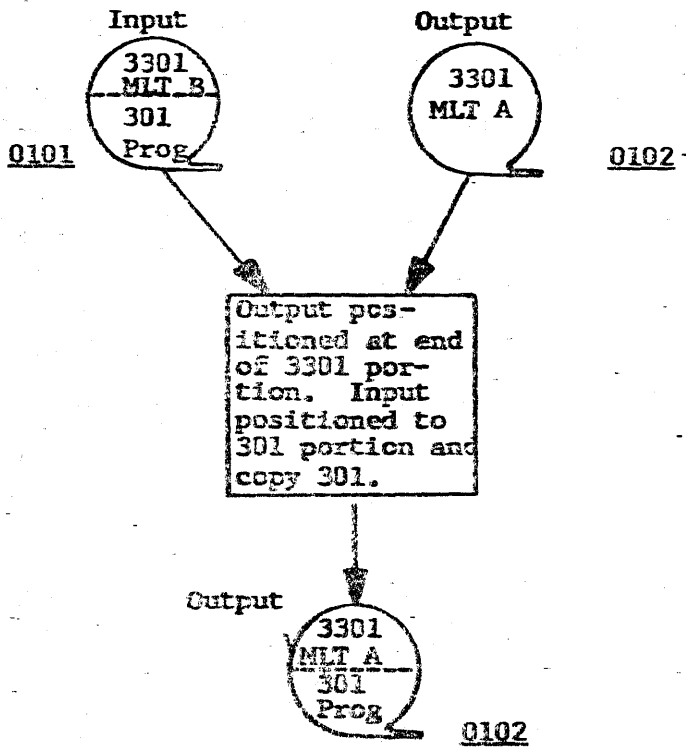 Input
3301
MLT B
301
Prog
0101
Output
3301
MLT A
0102
Output pos-
itioned at end
of 3301 por-
tion. Input
positioned to
301 portion and
copy 301.
Output
3301
MLT A
301
Prog
0102